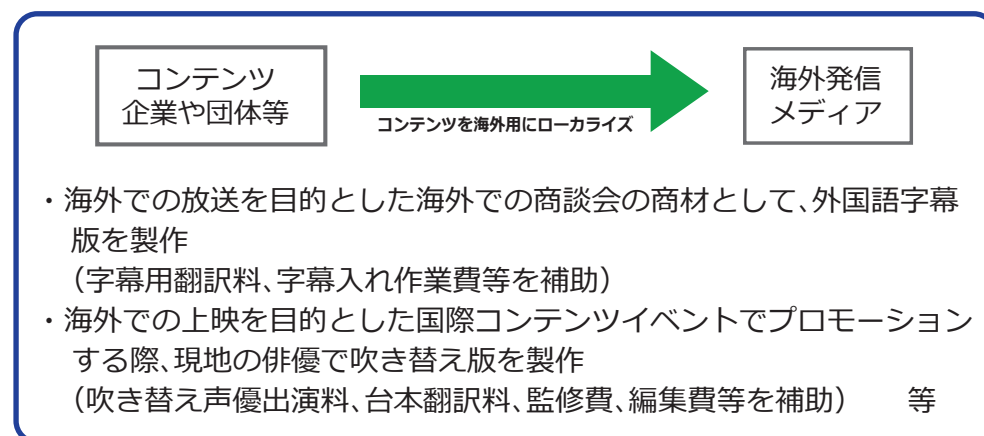 コンテンツ
企業や団体等
コンテンツを海外用にローカライズ
海外発信
メディア
・海外での放送を目的とした海外での商談会の商材として、外国語字幕
版を製作
（字幕用翻訳料、字幕入れ作業費等を補助）
・海外での上映を目的とした国際コンテンツイベントでプロモーション
する際、現地の俳優で吹き替え版を製作
（吹き替え声優出演料、台本翻訳料、監修費、編集費等を補助）　　等